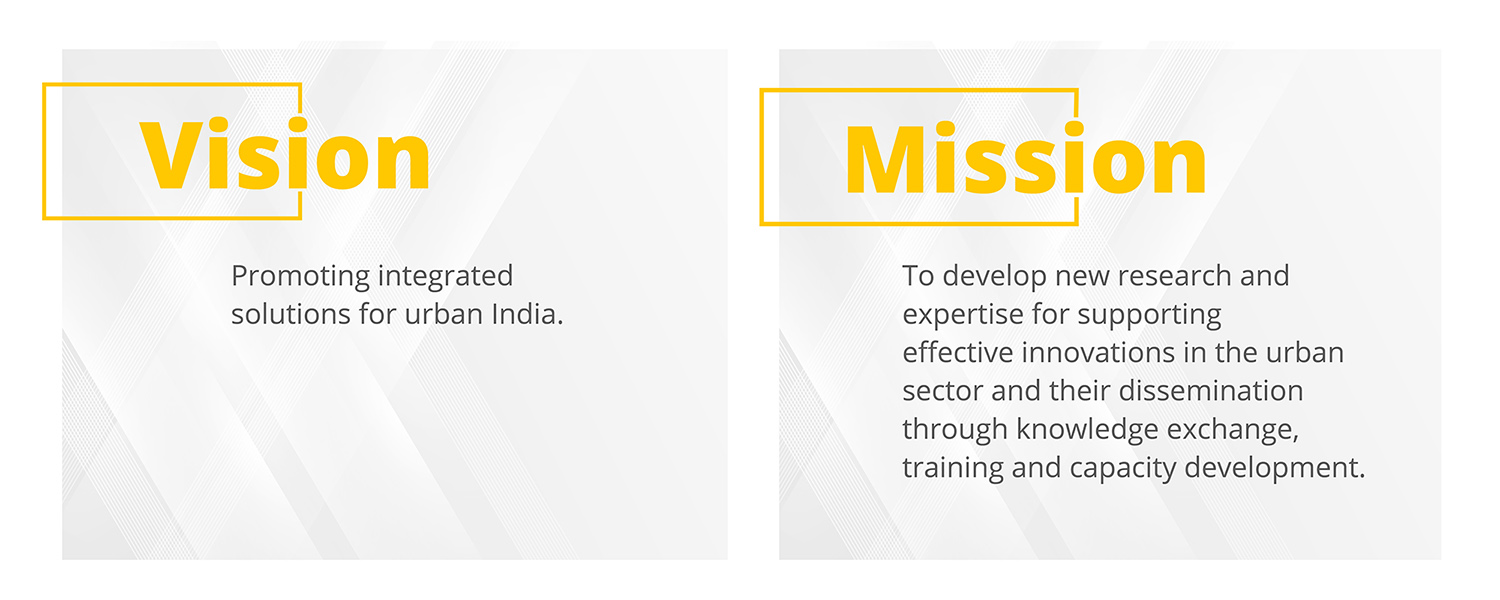 Vision
Promoting integrated
solutions for urban India.
Mission
To develop new research and
expertise for supporting
effective innovations in the urban
sector and their dissemination
through knowledge exchange,
training and capacity development.